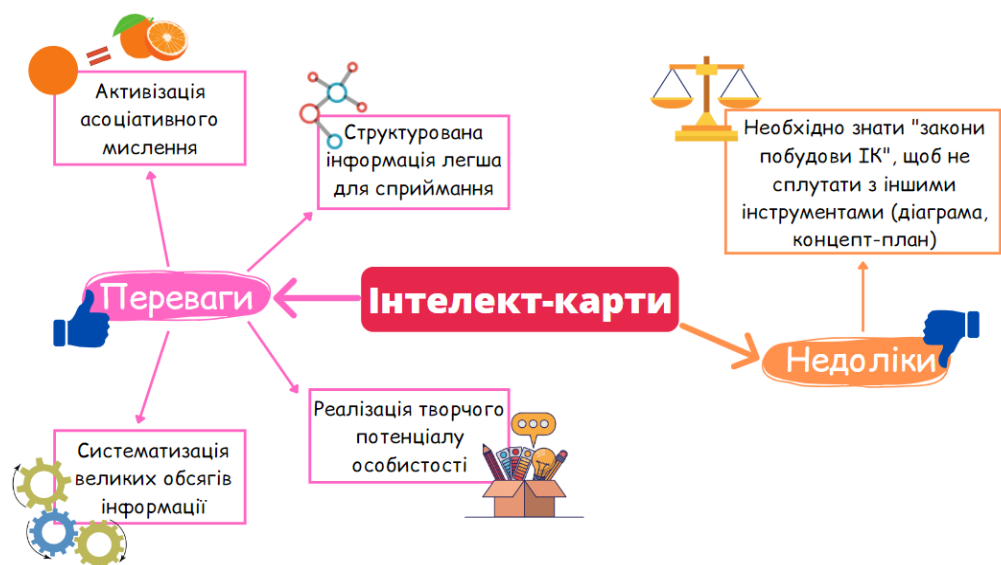 Активізація
асоціативного
мислення
Структурована
інформація легша
для сприймання
Необхідно знати "закони
побудови ІК", щоб не
сплутати з іншими
інструментами (діаграма,
концепт-план)
Переваги
Інтелект-карти
Недоліки
Систематизація
великих обсягів
інформації
Реалізація творчого
потенціалу
особистості